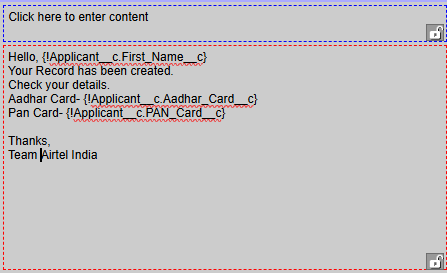 Click here to enter content
Hello, {!Applicant__c.First_Name__c}
Your Record has been created.
Check your details.
Aadhar Card- {!Applicant__c.Aadhar_Card__c}
Pan Card- {!Applicant__c.PAN_Card__c}
Thanks,
Team Airtel India